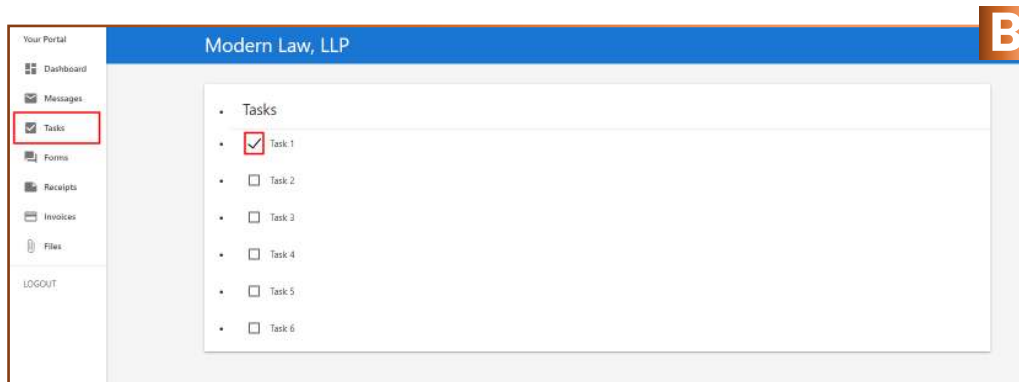 B
Your Portal
Modern Law, LLP
Dashboard
Messages
Tasks
Forms
Receipts
Invoices
Files
LOGOUT
Tasks
Task 1
Task 2
Task 3
Task 4
Task 5
Task 6